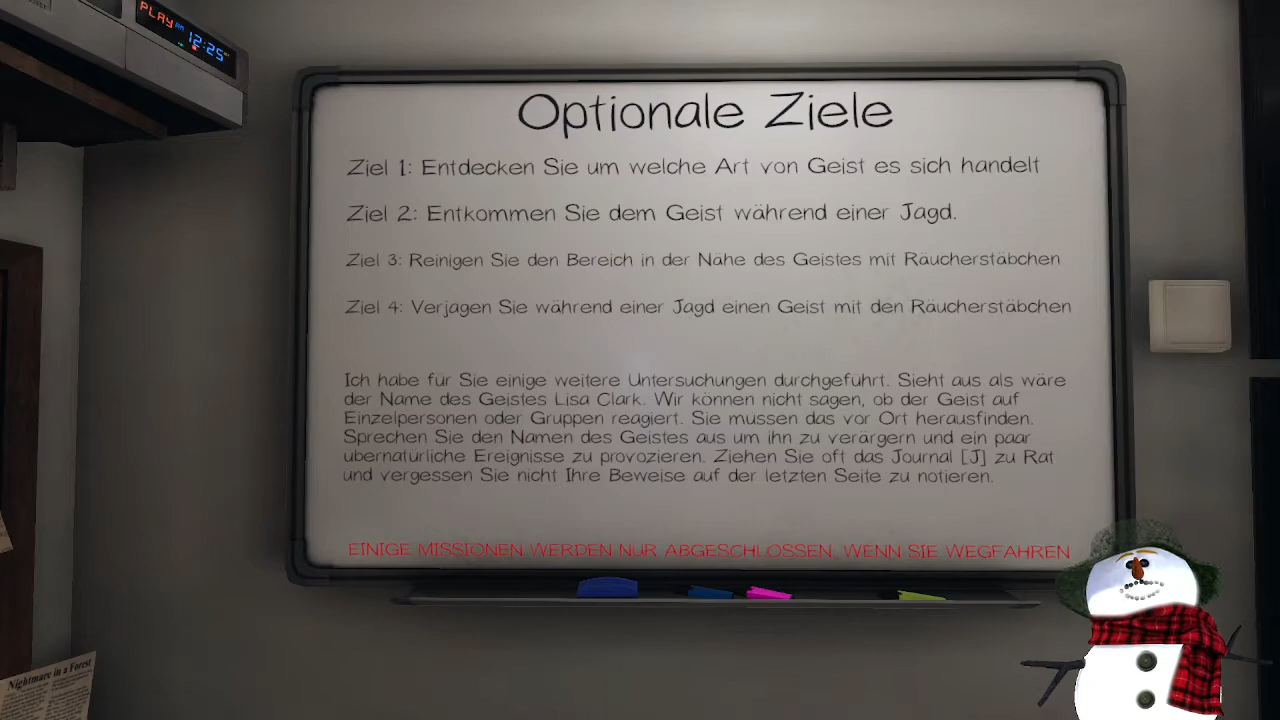 PLAY AM 12:25
Optionale Ziele
Ziel 1: Entdecken Sie um welche Art von Geist es sich handelt
Ziel 2: Entkommen Sie dem Geist während einer Jagd.
Ziel 3: Reinigen Sie den Bereich in der Nahe des Geistes mit Räucherstäbchen
Ziel 4: Verjagen Sie während einer Jagd einen Geist mit den Räucherstäbchen
Ich habe für Sie einige weitere Untersuchungen durchgeführt. Sieht aus als wäre
der Name des Geistes Lisa Clark. Wir können nicht sagen, ob der Geist auf
Einzelpersonen oder Gruppen reagiert. Sie mussen das vor Ort herausfinden.
Sprechen Sie den Namen des Geistes aus um ihn zu verärgern und ein paar
ubernaturliche Ereignisse zu provozieren. Ziehen Sie oft das Journal [J] zu Rat
und vergessen Sie nicht Ihre Beweise auf der letzten Seite zu notieren.
EINIGE MISSIONEN WERDEN NUR ABGESCHLOSSEN, WENN SIE WEGFAHREN
Nightmare in a Forest